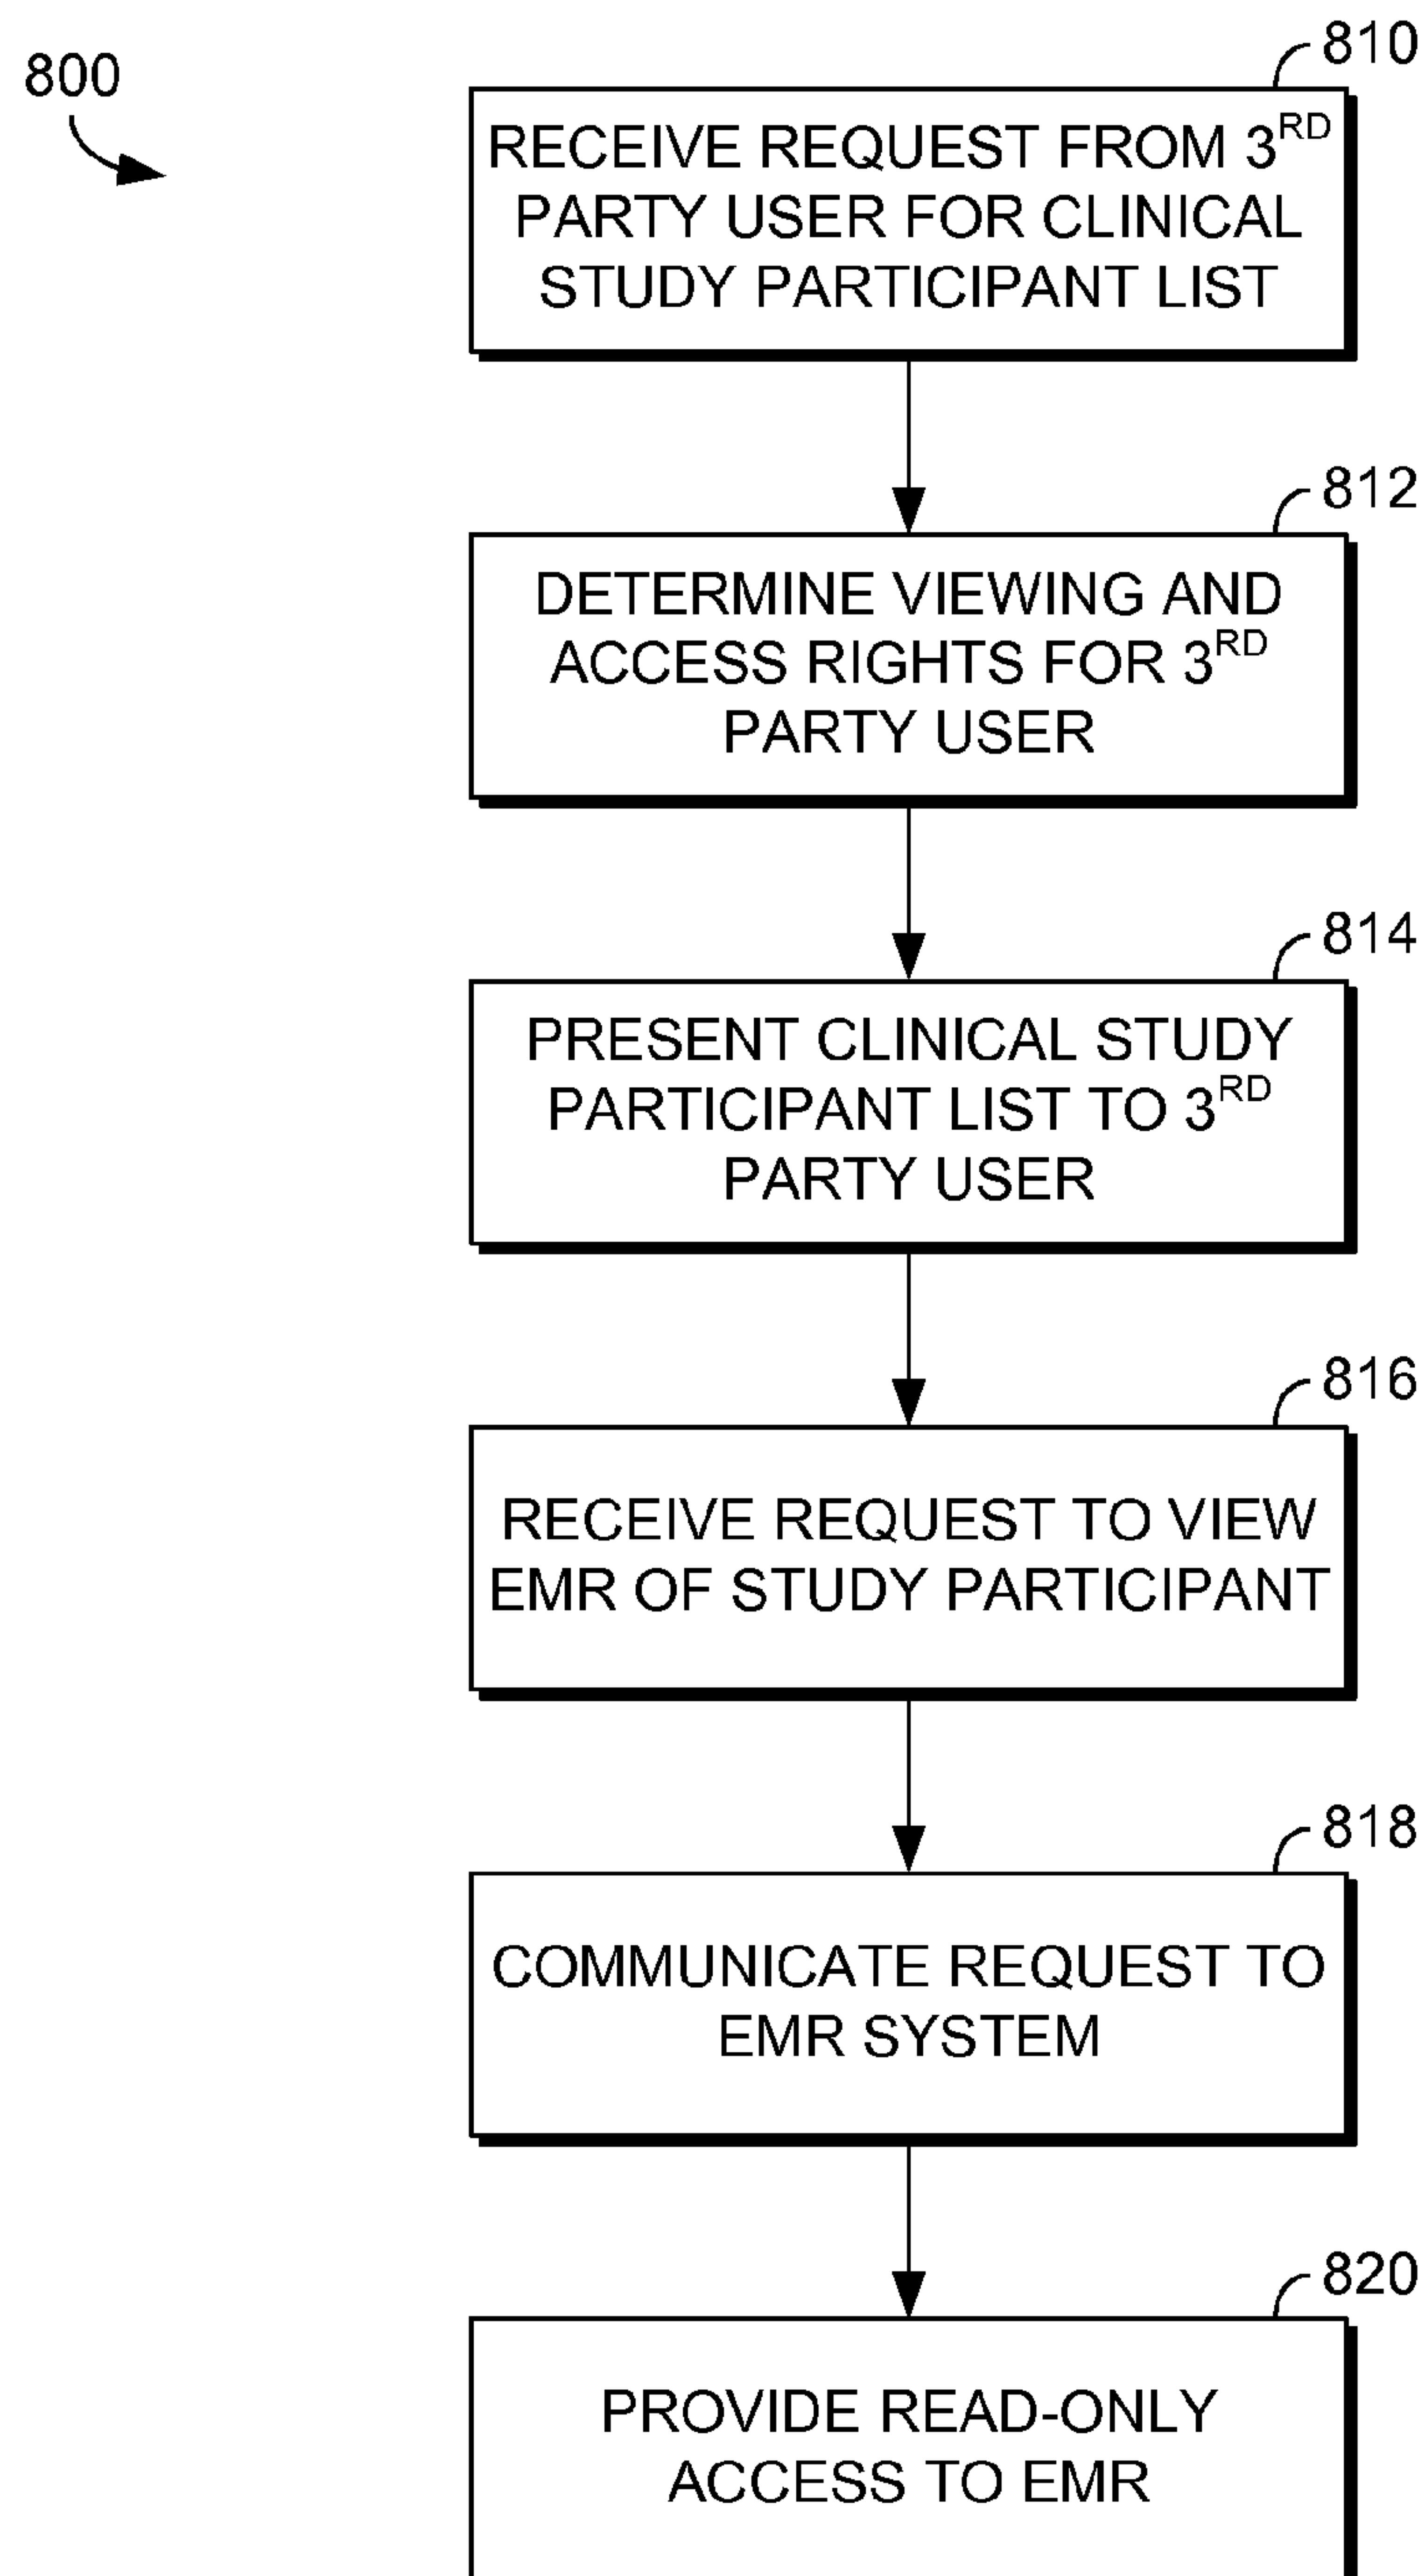 800
810
RECEIVE REQUEST FROM 3RD
PARTY USER FOR CLINICAL
STUDY PARTICIPANT LIST
812
DETERMINE VIEWING AND
ACCESS RIGHTS FOR 3RD
PARTY USER
814
PRESENT CLINICAL STUDY
PARTICIPANT LIST TO 3RD
PARTY USER
816
RECEIVE REQUEST TO VIEW
EMR OF STUDY PARTICIPANT
818
COMMUNICATE REQUEST TO
EMR SYSTEM
820
PROVIDE READ-ONLY
ACCESS TO EMR